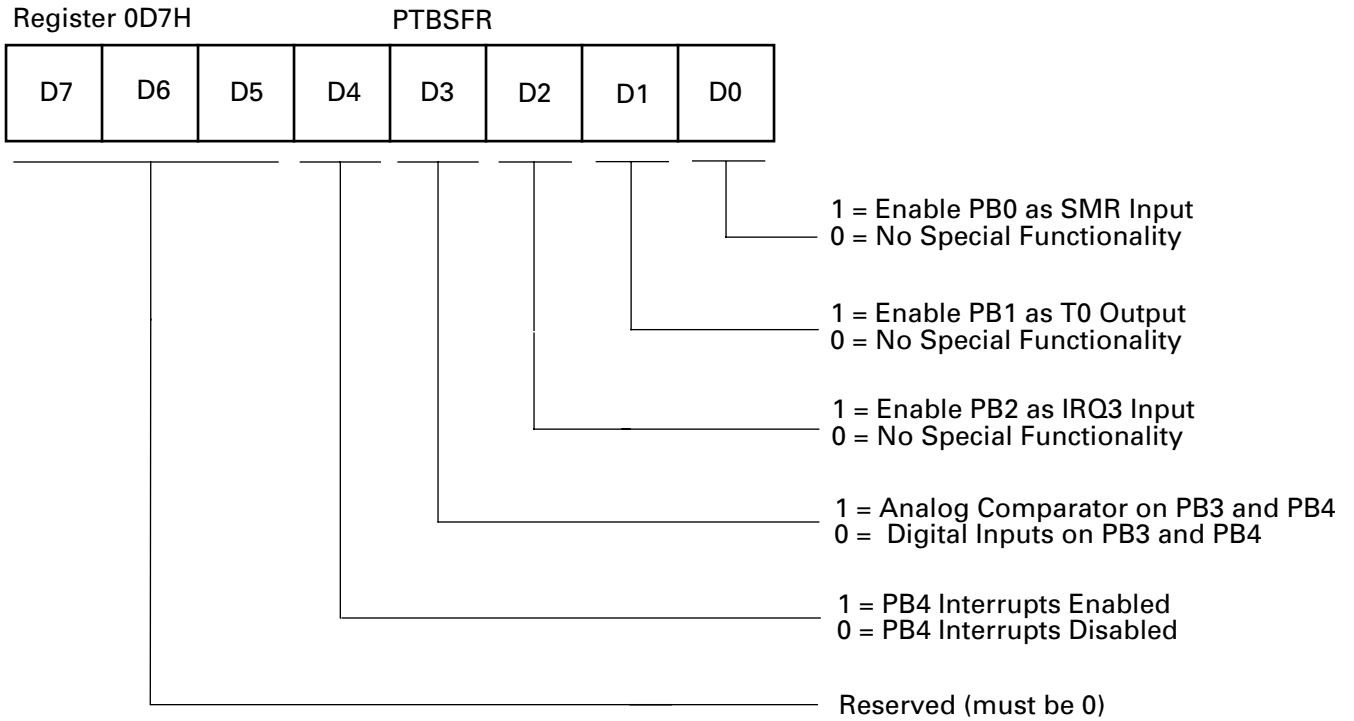 Register 0D7H PTBSFR
D7 D6 D5 D4 D3 D2 D1 D0
1 = Enable PB0 as SMR Input
0 = No Special Functionality
1 = Enable PB1 as T0 Output
0 = No Special Functionality
1 = Enable PB2 as IRQ3 Input
0 = No Special Functionality
1 = Analog Comparator on PB3 and PB4
0 = Digital Inputs on PB3 and PB4
1 = PB4 Interrupts Enabled
0 = PB4 Interrupts Disabled
Reserved (must be 0)